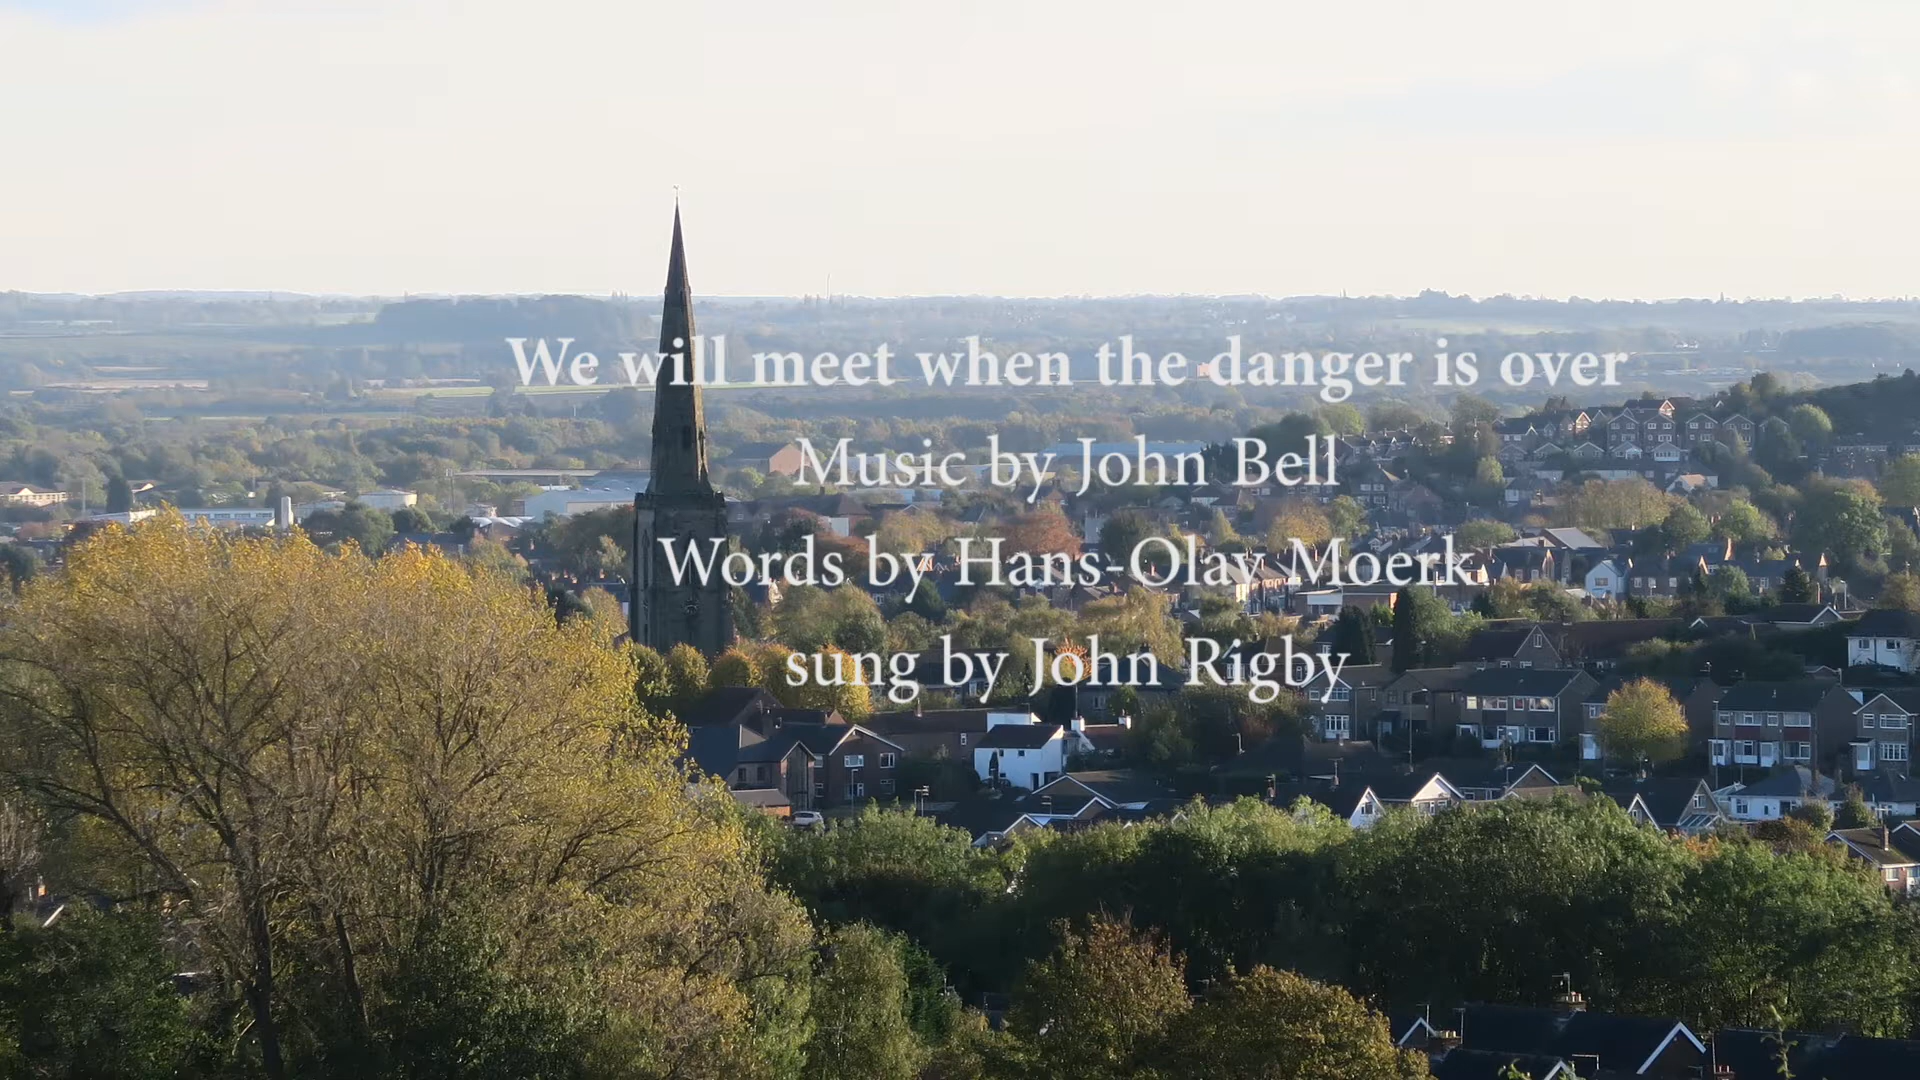 We will meet when the danger is over
Music by John Bell
Words by Hans-Olav Moerk
sung by John Rigby